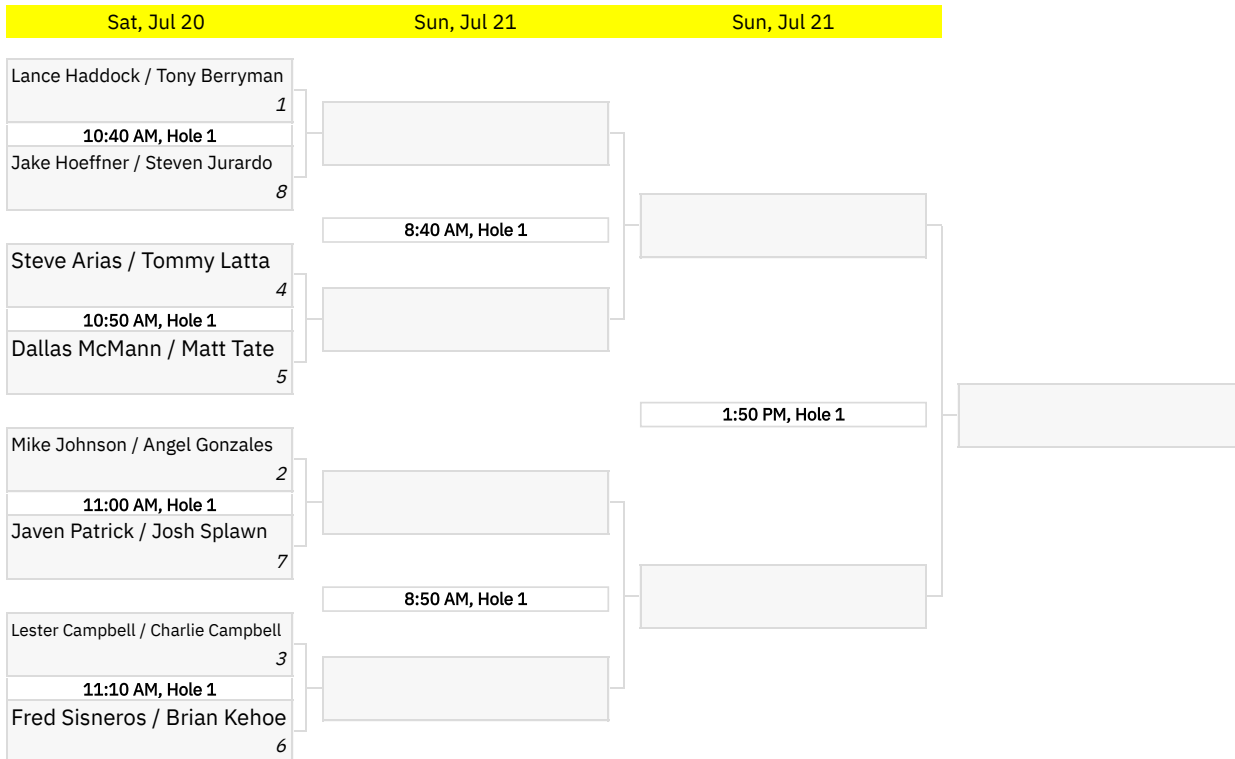 Sat, Jul 20
Sun, Jul 21
Sun, Jul 21
Lance Haddock / Tony Berryman
1
10:40 AM, Hole 1
Jake Hoeffner / Steven Jurardo
8
8:40 AM, Hole 1
Steve Arias / Tommy Latta
4
10:50 AM, Hole 1
Dallas McMann / Matt Tate
5
1:50 PM, Hole 1
Mike Johnson / Angel Gonzales
2
11:00 AM, Hole 1
Javen Patrick / Josh Splawn
7
8:50 AM, Hole 1
Lester Campbell / Charlie Campbell
3
11:10 AM, Hole 1
Fred Sisneros / Brian Kehoe
6